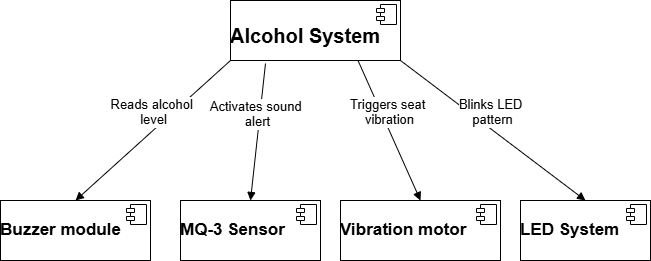 Alcohol System
Reads alcohol
level
Activates sound
alert
Triggers seat
vibration
Blinks LED
pattern
Buzzer module
MQ-3 Sensor
Vibration motor
LED System